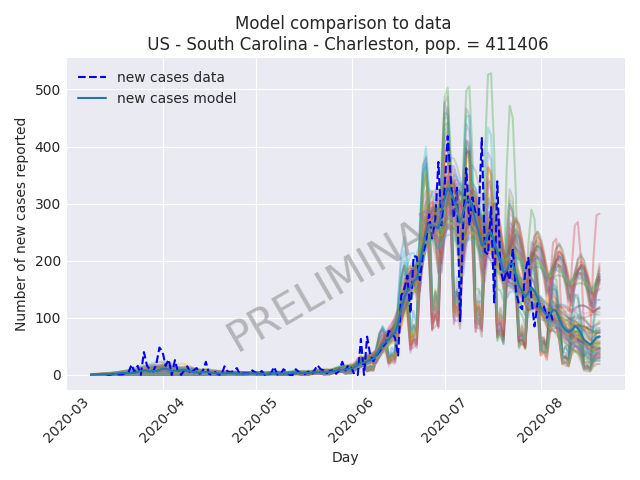 Model comparison to data
US - South Carolina - Charleston, pop. = 411406
new cases data
new cases model
500
400
300
200
100
0
Number of new cases reported
PRELIMINA
2020-03
2020-04
2020-05
2020-06
2020-07
2020-08
Day